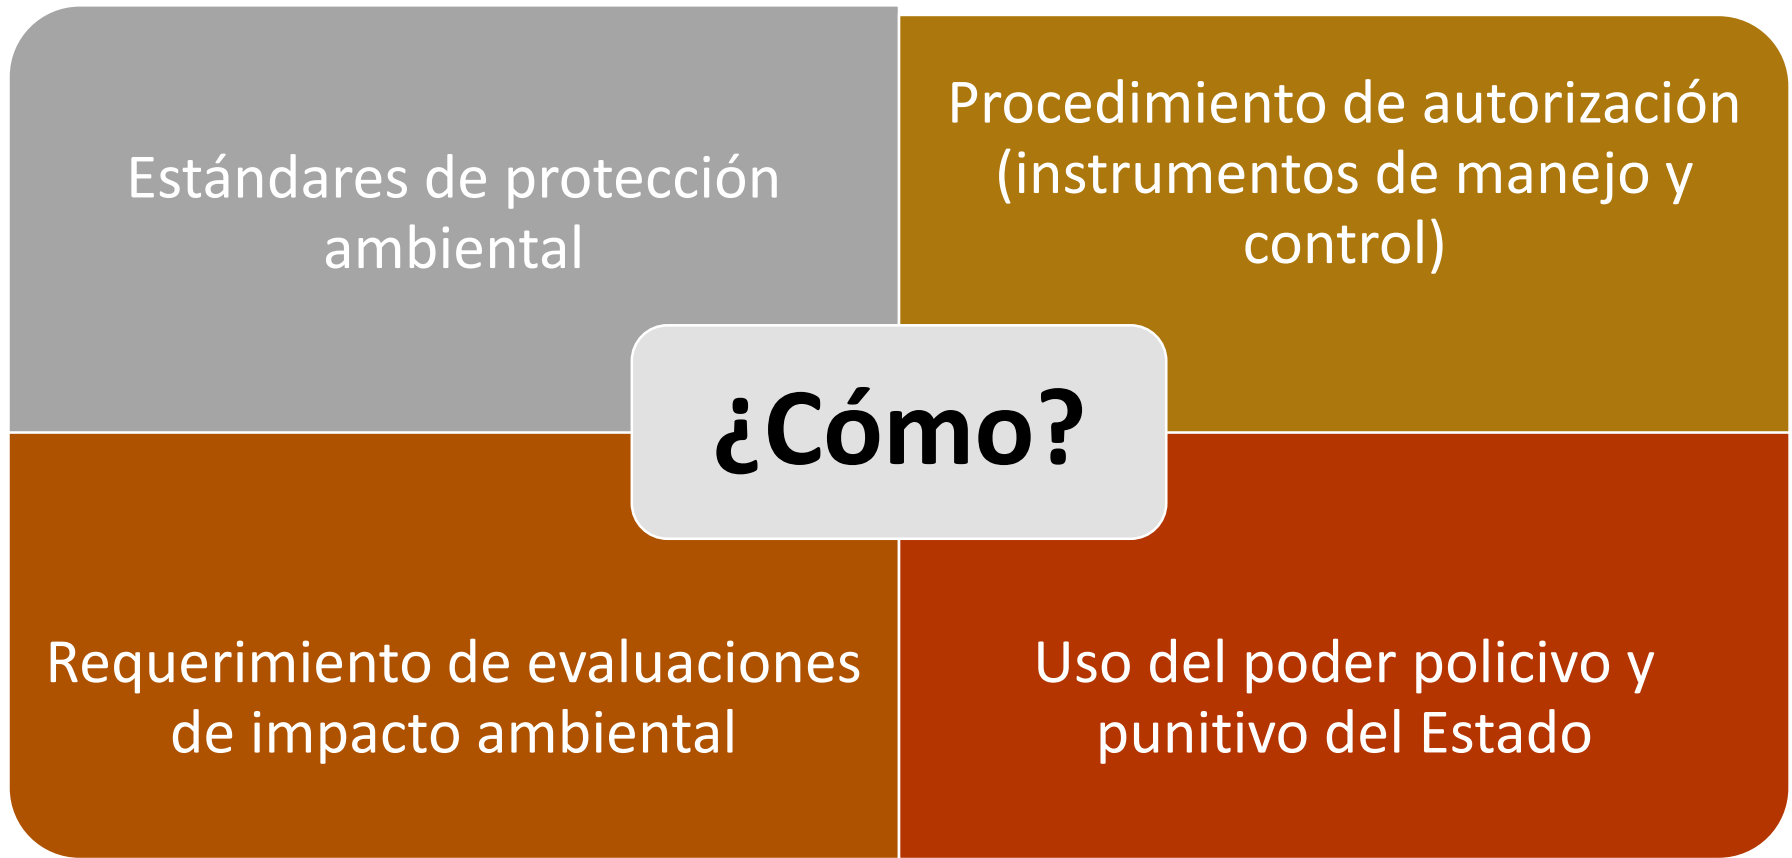 Estándares de protección
ambiental
Procedimiento de autorización
(instrumentos de manejo y
control)
¿Cómo?
Requerimiento de evaluaciones
de impacto ambiental
Uso del poder policivo y
punitivo del Estado